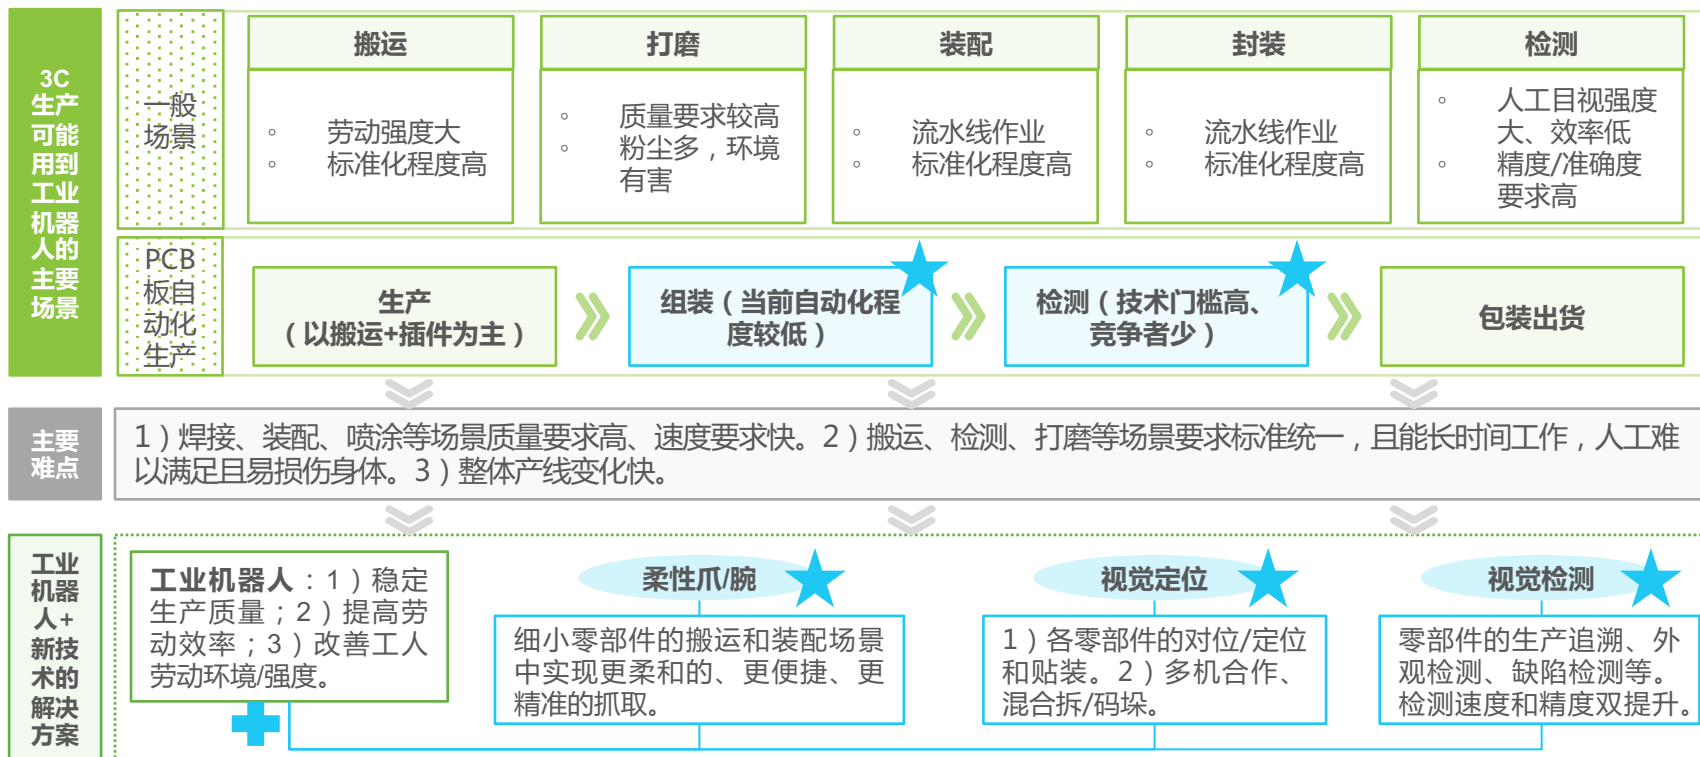 3C
生产
可能
用到
工业
机器
人的
主要
场景
一般
场景
搬运
。 劳动强度大
。 标准化程度高
打磨
。 质量要求较高
。 粉尘多，环境
有害
装配
。 流水线作业
。 标准化程度高
封装
。 流水线作业
。 标准化程度高
检测
。 人工目视强度
大、效率低
。 精度/准确度
要求高
PCB
板自
动化
生产
生产
（以搬运+插件为主）
组装（当前自动化程
度较低）
检测（技术门槛高、
竞争者少）
包装出货
主要
难点
1）焊接、装配、喷涂等场景质量要求高、速度要求快。2）搬运、检测、打磨等场景要求标准统一，且能长时间工作，人工难
以满足且易损伤身体。3）整体产线变化快。
工业
机器
人+
新技
术的
解决
方案
工业机器人：1）稳定
生产质量；2）提高劳
动效率；3）改善工人
劳动环境/强度。
柔性爪/腕
细小零部件的搬运和装配场景
中实现更柔和的、更便捷、更
精准的抓取。
视觉定位
1）各零部件的对位/定位
和贴装。2）多机合作、
混合拆/码垛。
视觉检测
零部件的生产追溯、外
观检测、缺陷检测等。
检测速度和精度双提升。